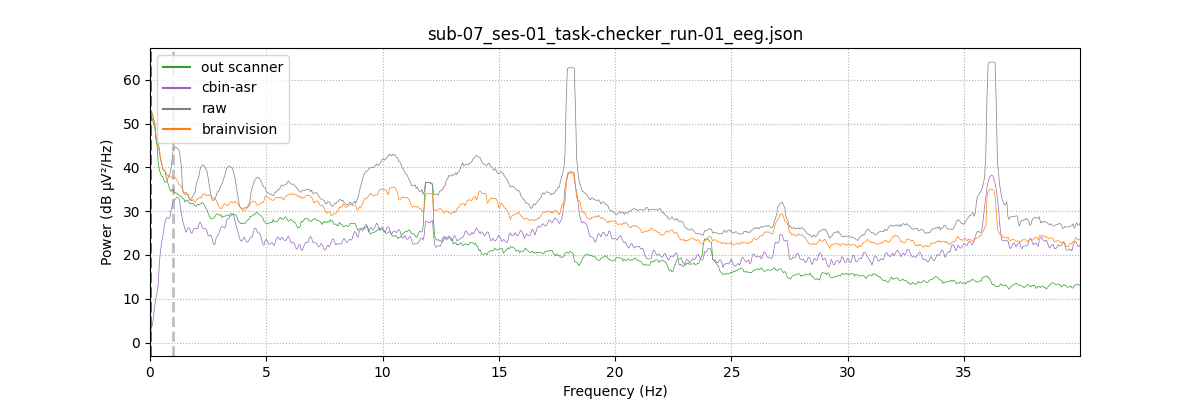 sub-07_ses-01_task-checker_run-01_eeg.json
out scanner
cbin-asr
raw
brainvision
Power (dB µV²/Hz)
60
50
40
30
20
10
0
0 5 10 15 20 25 30 35
Frequency (Hz)